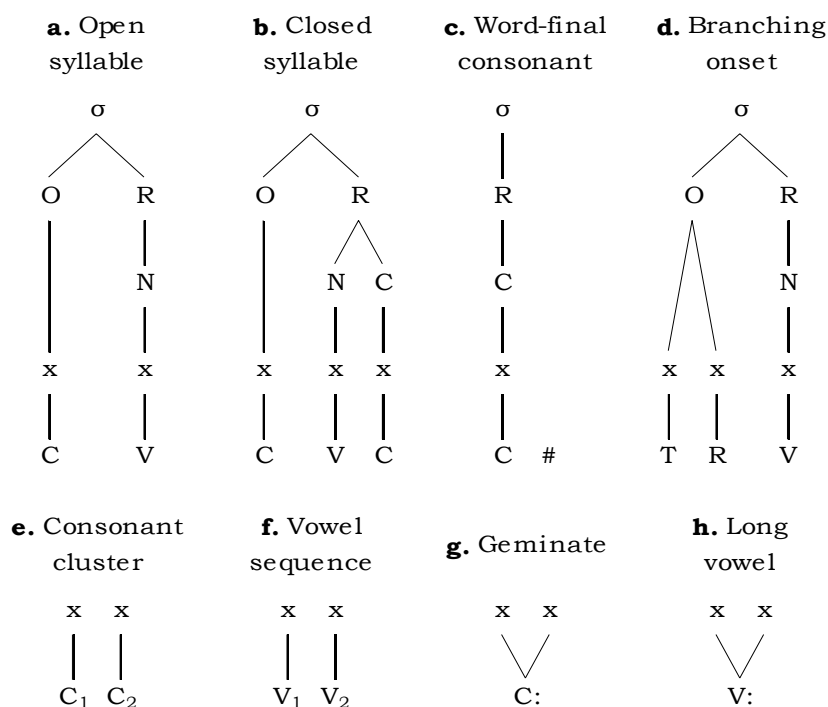 a. Open b. Closed c. Word-final d. Branching
syllable syllable consonant onset
σ σ σ σ
O R O R R O R
N N C C N
x x x x x x x x x
C V C V C C # T R V
e. Consonant f. Vowel g. Geminate h. Long
cluster sequence vowel
x x x x x x x x
C₁ C₂ V₁ V₂ C: V: